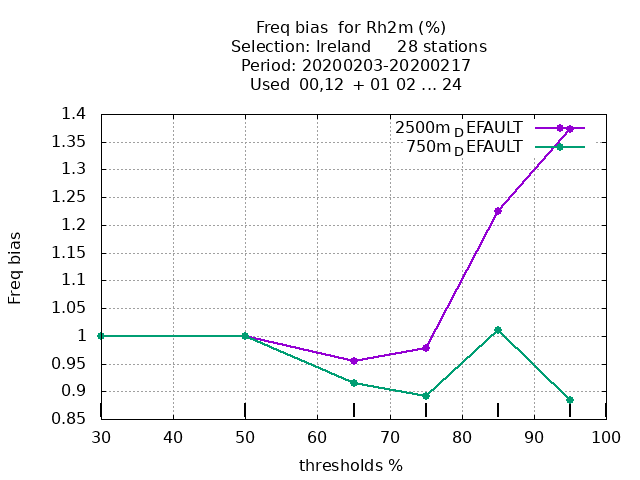 Freq bias  for Rh2m (%)
Selection: Ireland     28 stations
Period: 20200203-20200217
Used  00,12  + 01 02 ... 24
2500m_DEFAULT
750m_DEFAULT
Freq bias
1.4
1.35
1.3
1.25
1.2
1.15
1.1
1.05
1
0.95
0.9
0.85
30 40 50 60 70 80 90 100
thresholds %